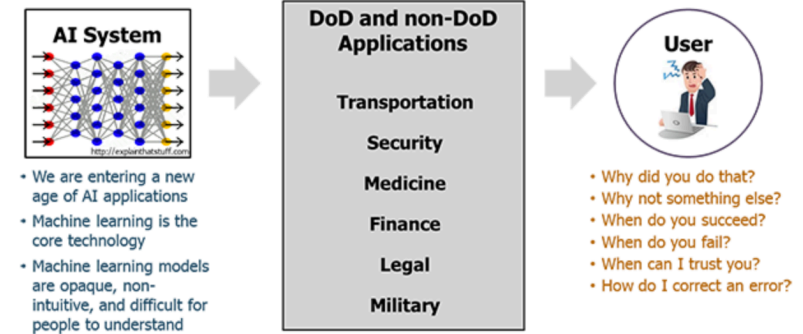 AI System
http://explainthatstuff.com
• We are entering a new
age of AI applications
• Machine learning is the
core technology
• Machine learning models
are opaque, non-
intuitive, and difficult for
people to understand
DoD and non-DoD
Applications
Transportation
Security
Medicine
Finance
Legal
Military
User
• Why did you do that?
• Why not something else?
• When do you succeed?
• When do you fail?
• When can I trust you?
• How do I correct an error?